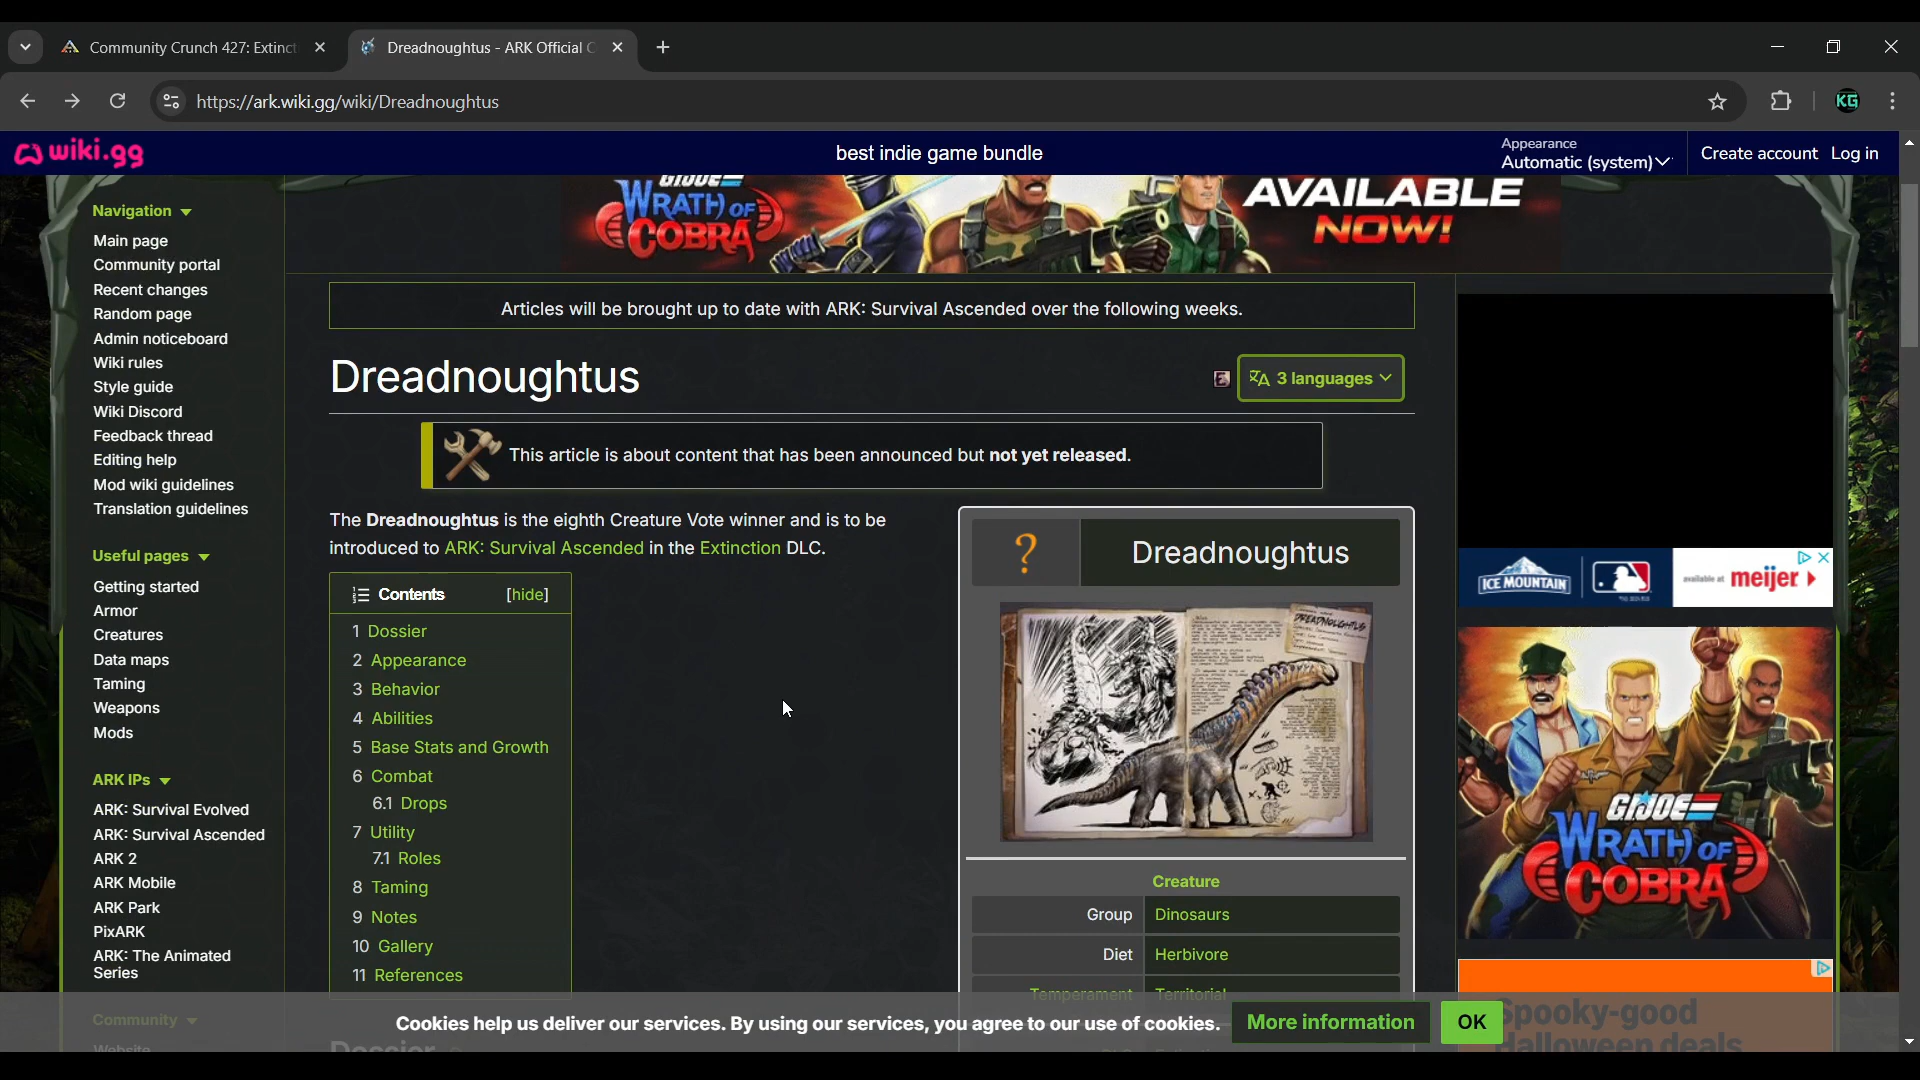 Community Crunch 427: Extinct
Dreadnoughtus - ARK Official C
https://ark.wiki.gg/wiki/Dreadnoughtus
KG
wiki.gg
best indie game bundle
Appearance
Automatic (system)
Create account
Log in
Navigation
Main page
Community portal
Recent changes
Random page
Admin noticeboard
Wiki rules
Style guide
Wiki Discord
Feedback thread
Editing help
Mod wiki guidelines
Translation guidelines
Useful pages
Getting started
Armor
Creatures
Data maps
Taming
Weapons
Mods
ARK IPs
ARK: Survival Evolved
ARK: Survival Ascended
ARK 2
ARK Mobile
ARK Park
PixARK
ARK: The Animated
Series
Community
Website
G.I. JOE
WRATH OF
COBRA
AVAILABLE
NOW!
Articles will be brought up to date with ARK: Survival Ascended over the following weeks.
Dreadnoughtus
3 languages
This article is about content that has been announced but not yet released.
The Dreadnoughtus is the eighth Creature Vote winner and is to be
introduced to ARK: Survival Ascended in the Extinction DLC.
Contents [hide]
1 Dossier
2 Appearance
3 Behavior
4 Abilities
5 Base Stats and Growth
6 Combat
6.1 Drops
7 Utility
7.1 Roles
8 Taming
9 Notes
10 Gallery
11 References
Dossier
? Dreadnoughtus
DREADNOUGHTUS
Creature
Group Dinosaurs
Diet Herbivore
Temperament Territorial
ICE MOUNTAIN
MLB
available at meijer
G.I. JOE
WRATH OF
COBRA
Spooky-good
Halloween deals
Cookies help us deliver our services. By using our services, you agree to our use of cookies.
More information
OK